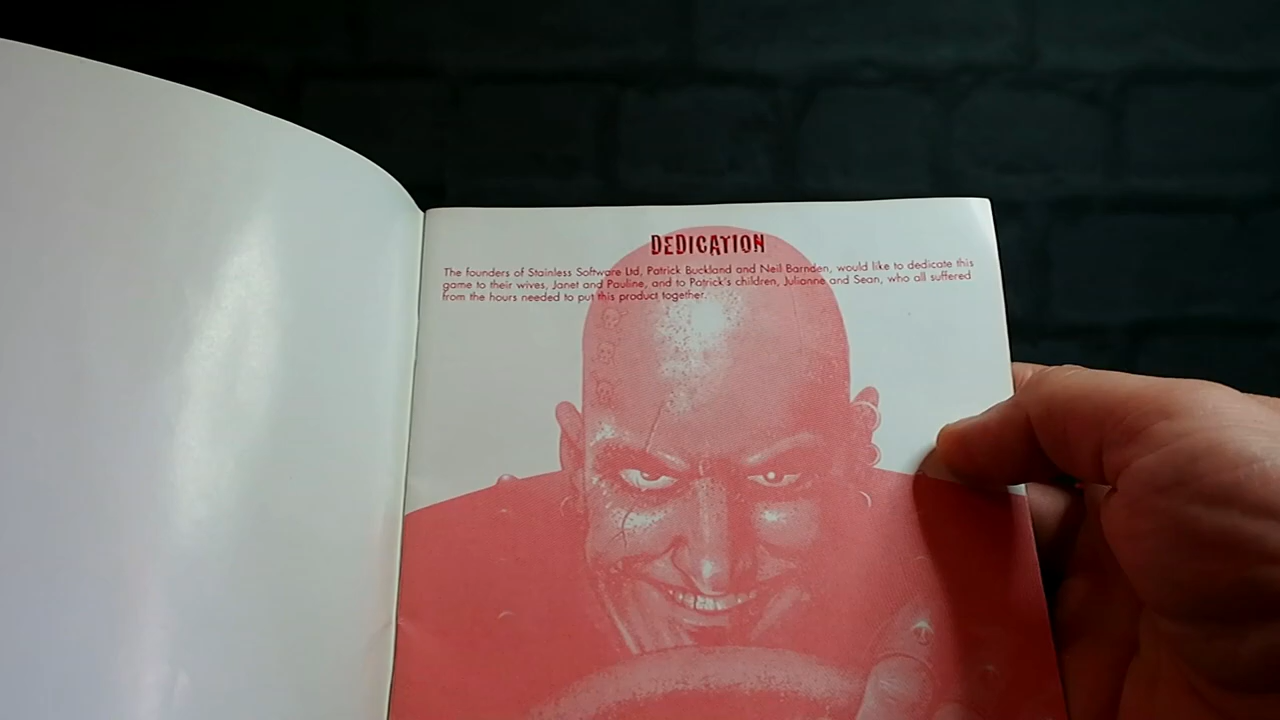 DEDICATION
The founders of Stainless Software Ltd, Patrick Buckland and Neil Barnden, would like to dedicate this
game to their wives, Janet and Pauline, and to Patrick's children, Julianne and Sean, who all suffered
from the hours needed to put this product together.